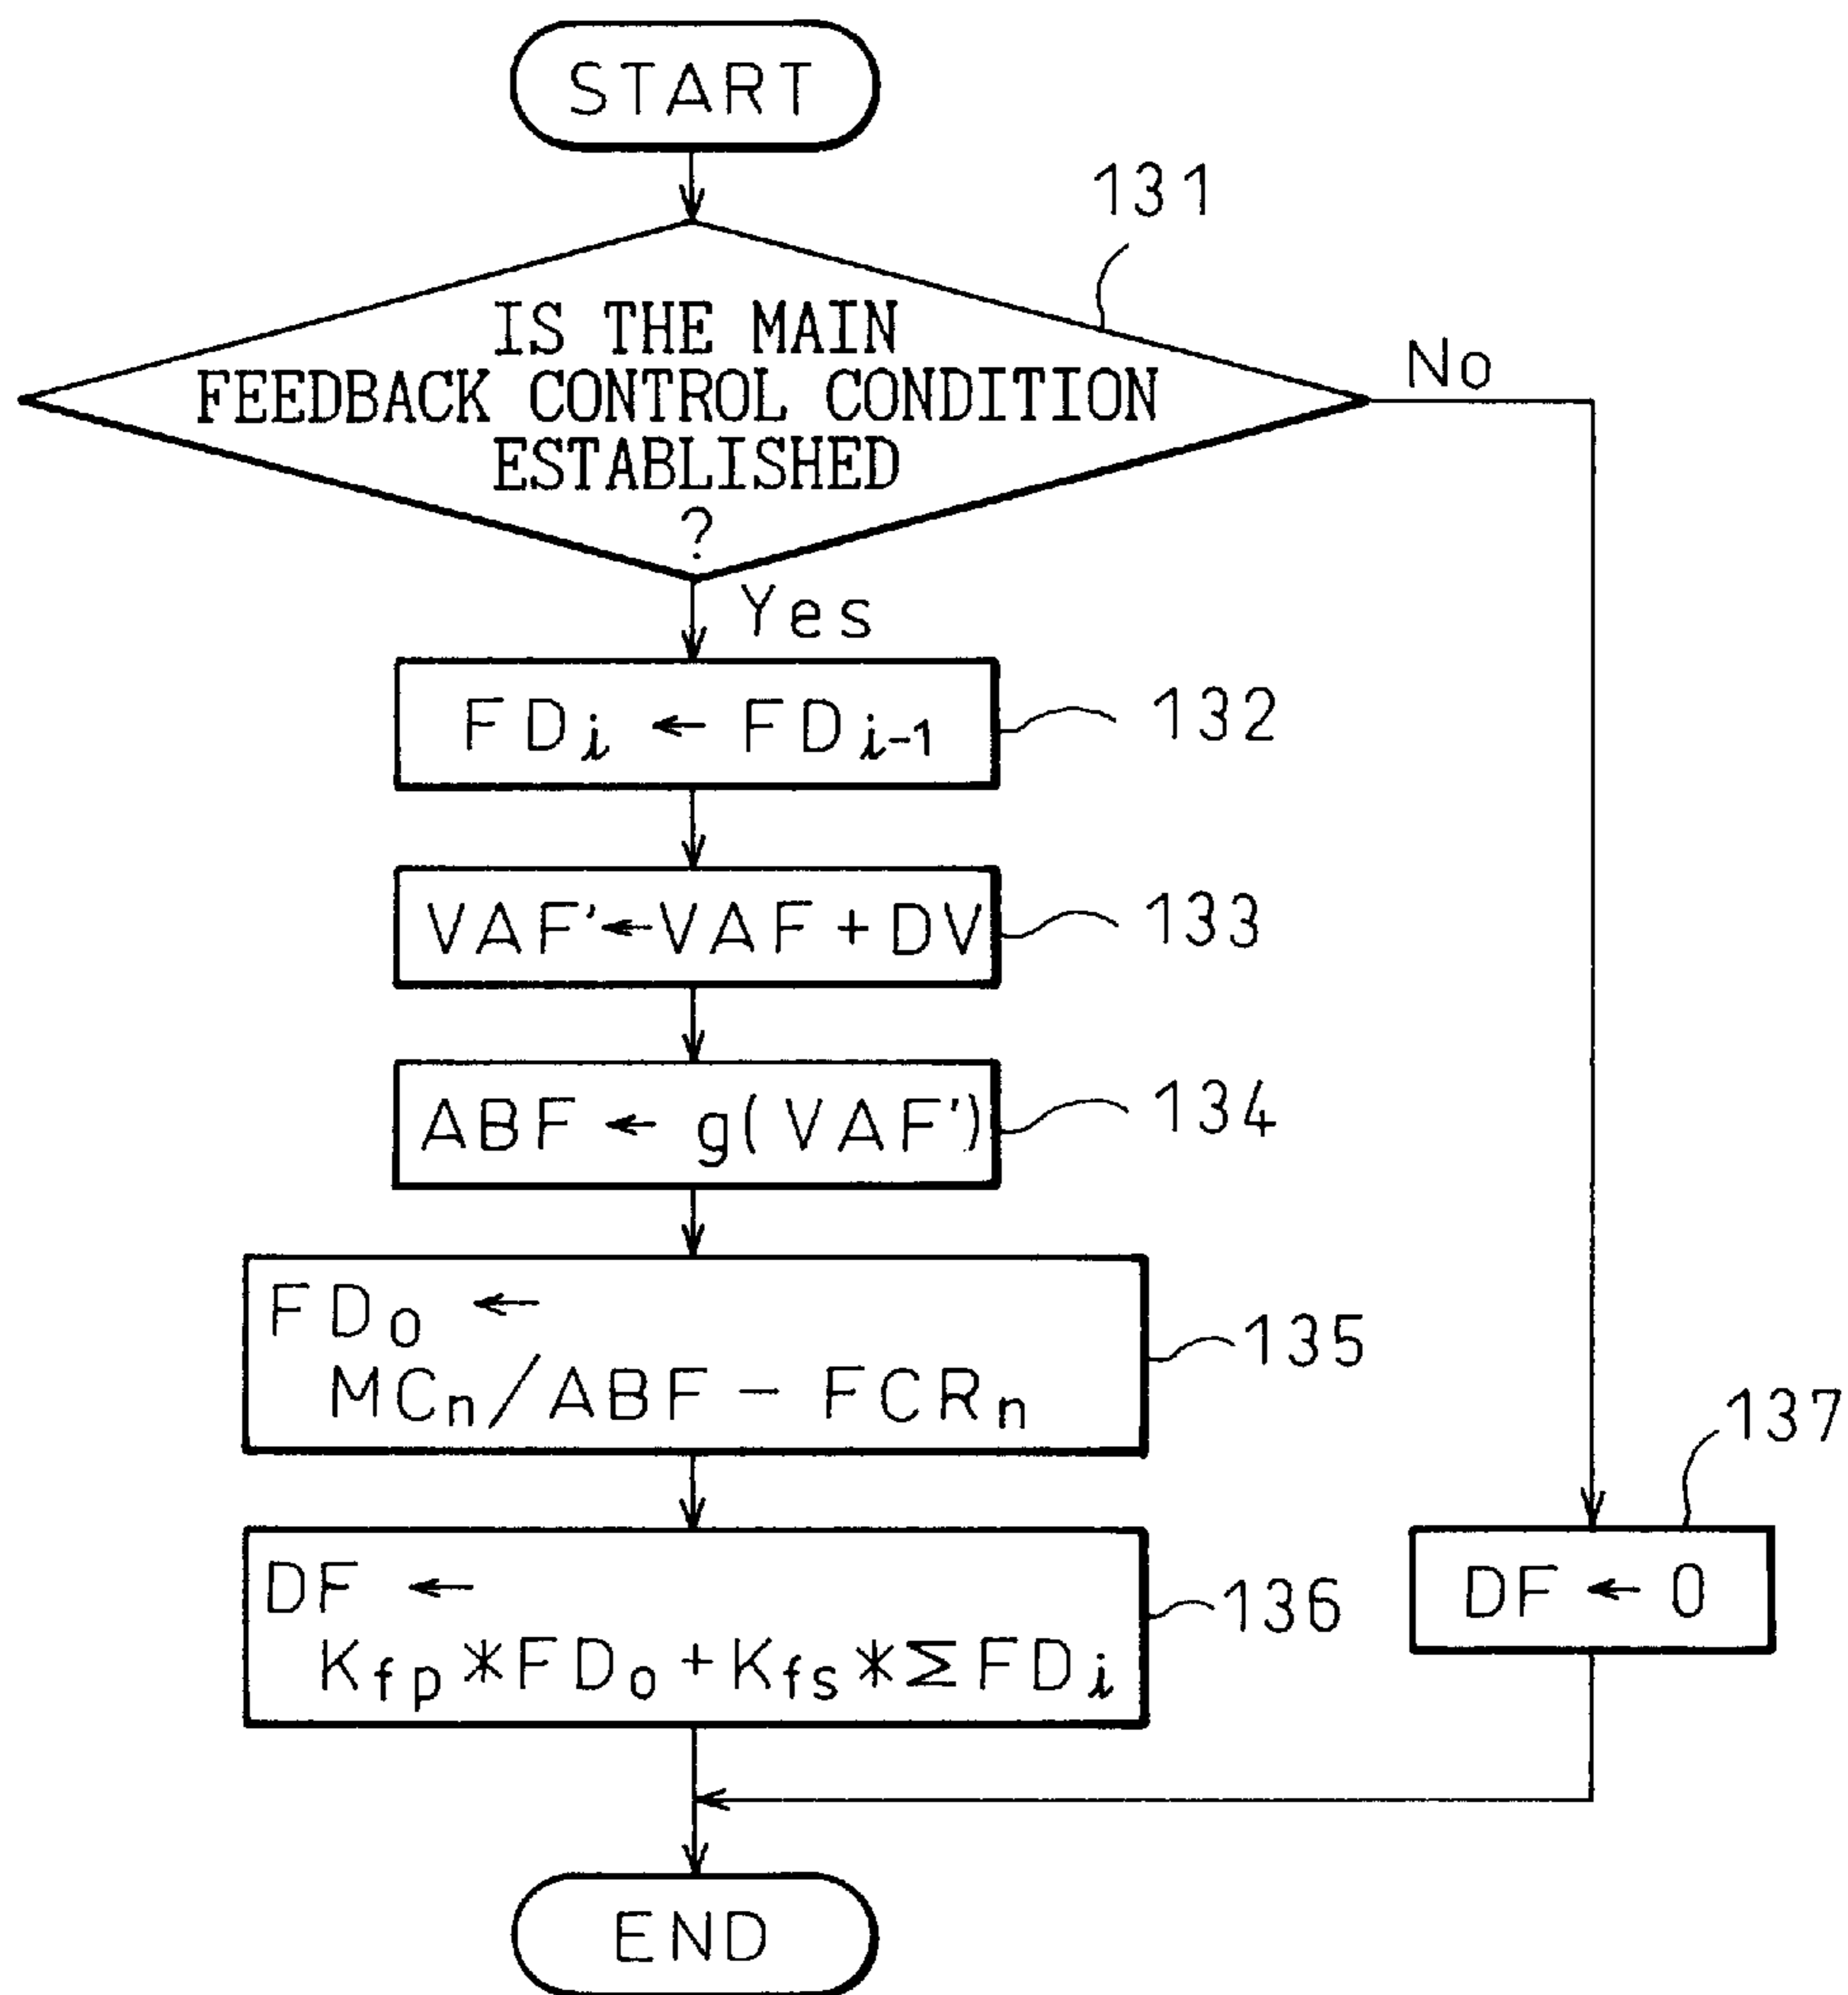 START
131
IS THE MAIN
FEEDBACK CONTROL CONDITION
ESTABLISHED
?
No
Yes
FDi ← FDi-1
132
VAF' ← VAF + DV
133
ABF ← g(VAF')
134
FD0 ←
MCn/ABF - FCRn
135
DF ←
Kfp*FD0+Kfs*ΣFDi
136
137
DF ← 0
END